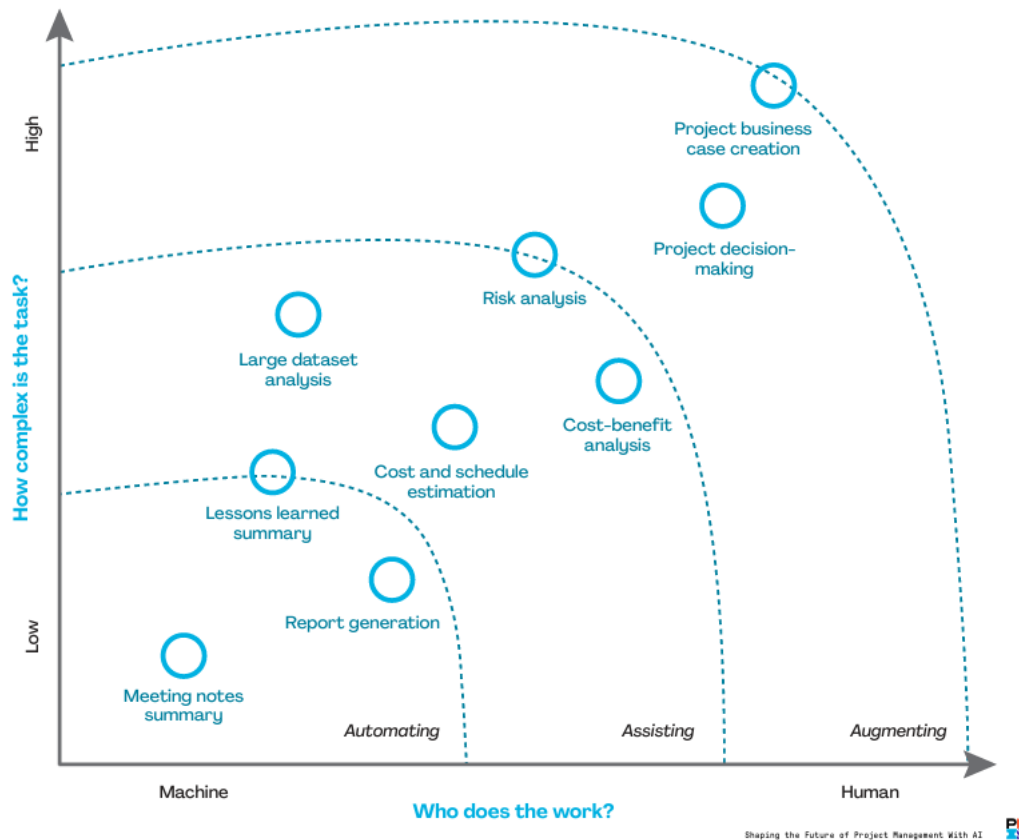 High
Project business
case creation
Project decision-
making
Risk analysis
How complex is the task?
Large dataset
analysis
Cost-benefit
analysis
Cost and schedule
estimation
Lessons learned
summary
Report generation
Low
Meeting notes
summary
Automating
Assisting
Augmenting
Machine
Human
Who does the work?
Shaping the Future of Project Management With AI